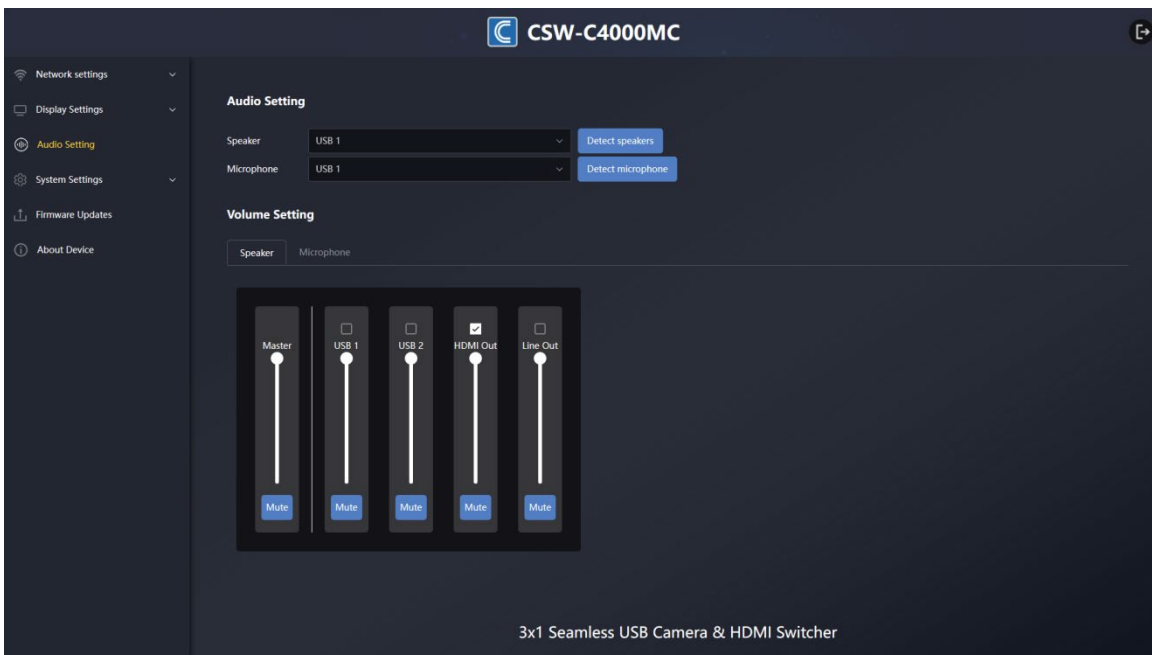 CSW-C4000MC
Network settings
Display Settings
Audio Setting
System Settings
Firmware Updates
About Device
Audio Setting
Speaker USB 1 Detect speakers
Microphone USB 1 Detect microphone
Volume Setting
Speaker Microphone
Master USB 1 USB 2 HDMI Out Line Out
Mute Mute Mute Mute Mute
3x1 Seamless USB Camera & HDMI Switcher